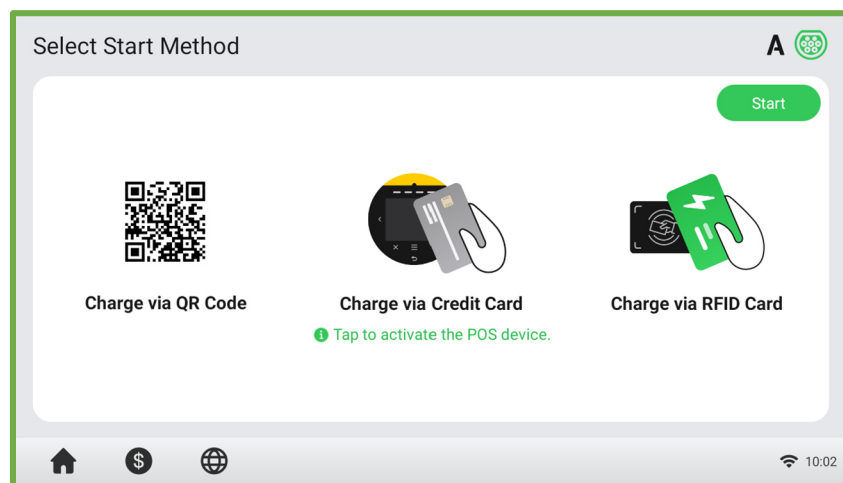 Select Start Method
A
Start
Charge via QR Code
Charge via Credit Card
Charge via RFID Card
Tap to activate the POS device.
10:02